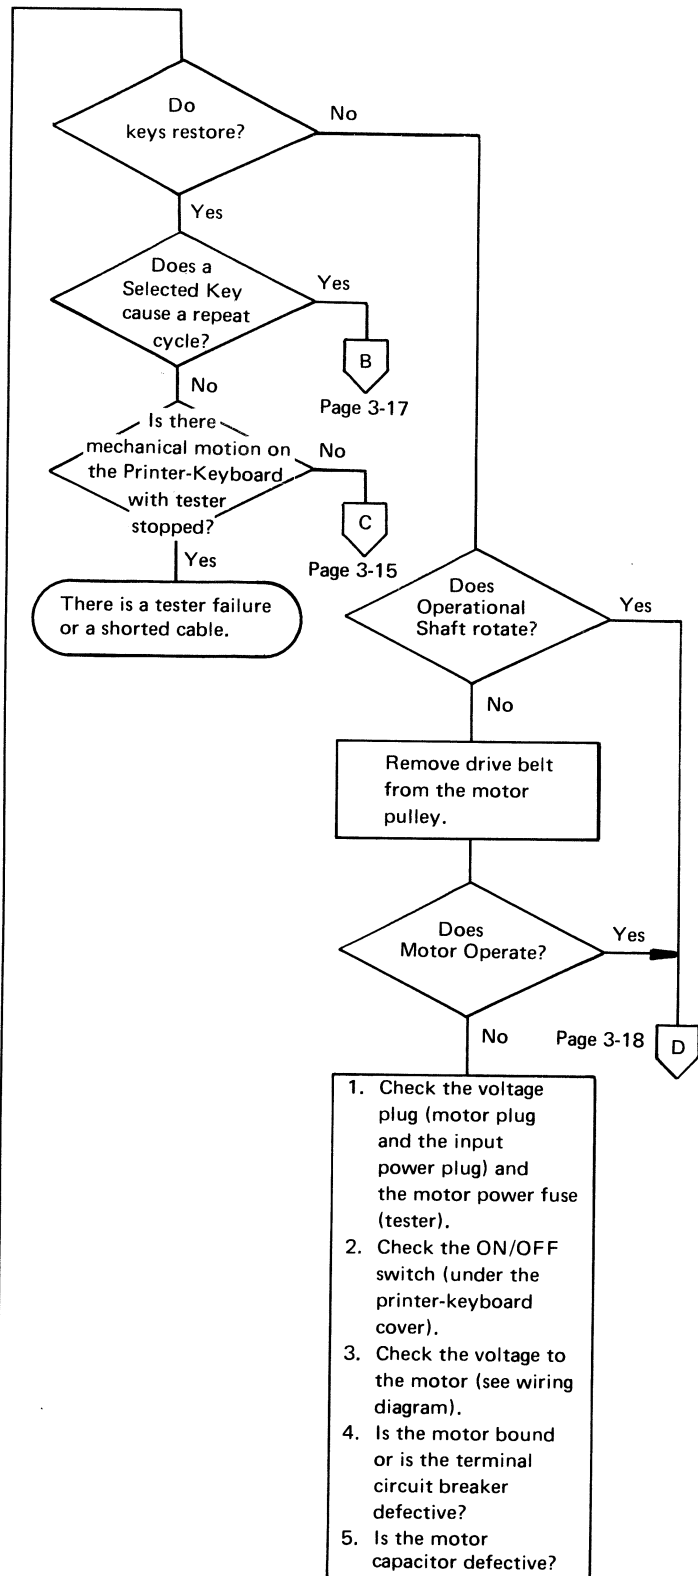 Do
keys restore?
No
Yes
Does a
Selected Key
cause a repeat
cycle?
Yes
B
Page 3-17
No
Is there
mechanical motion on
the Printer-Keyboard
with tester
stopped?
No
C
Page 3-15
Yes
There is a tester failure
or a shorted cable.
Does
Operational
Shaft rotate?
Yes
No
Remove drive belt
from the motor
pulley.
Does
Motor Operate?
Yes
No
Page 3-18
D
1. Check the voltage
plug (motor plug
and the input
power plug) and
the motor power fuse
(tester).
2. Check the ON/OFF
switch (under the
printer-keyboard
cover).
3. Check the voltage to
the motor (see wiring
diagram).
4. Is the motor bound
or is the terminal
circuit breaker
defective?
5. Is the motor
capacitor defective?